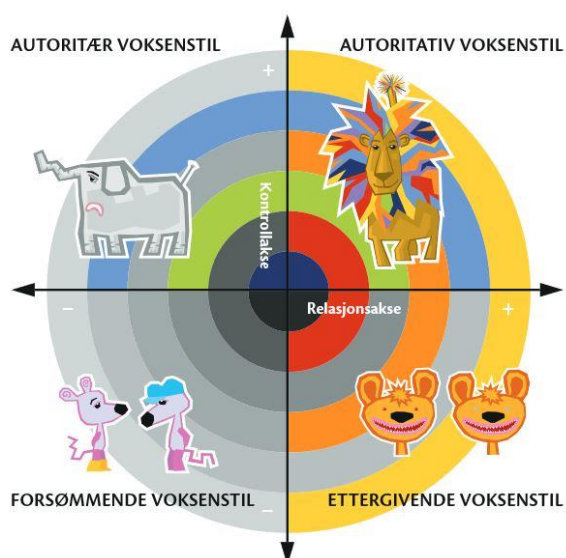 AUTORITÆR VOKSENSTIL
AUTORITATIV VOKSENSTIL
+
Kontrollakse
Relasjonsakse
–
+
FORSØMMENDE VOKSENSTIL
ETTERGIVENDE VOKSENSTIL
–